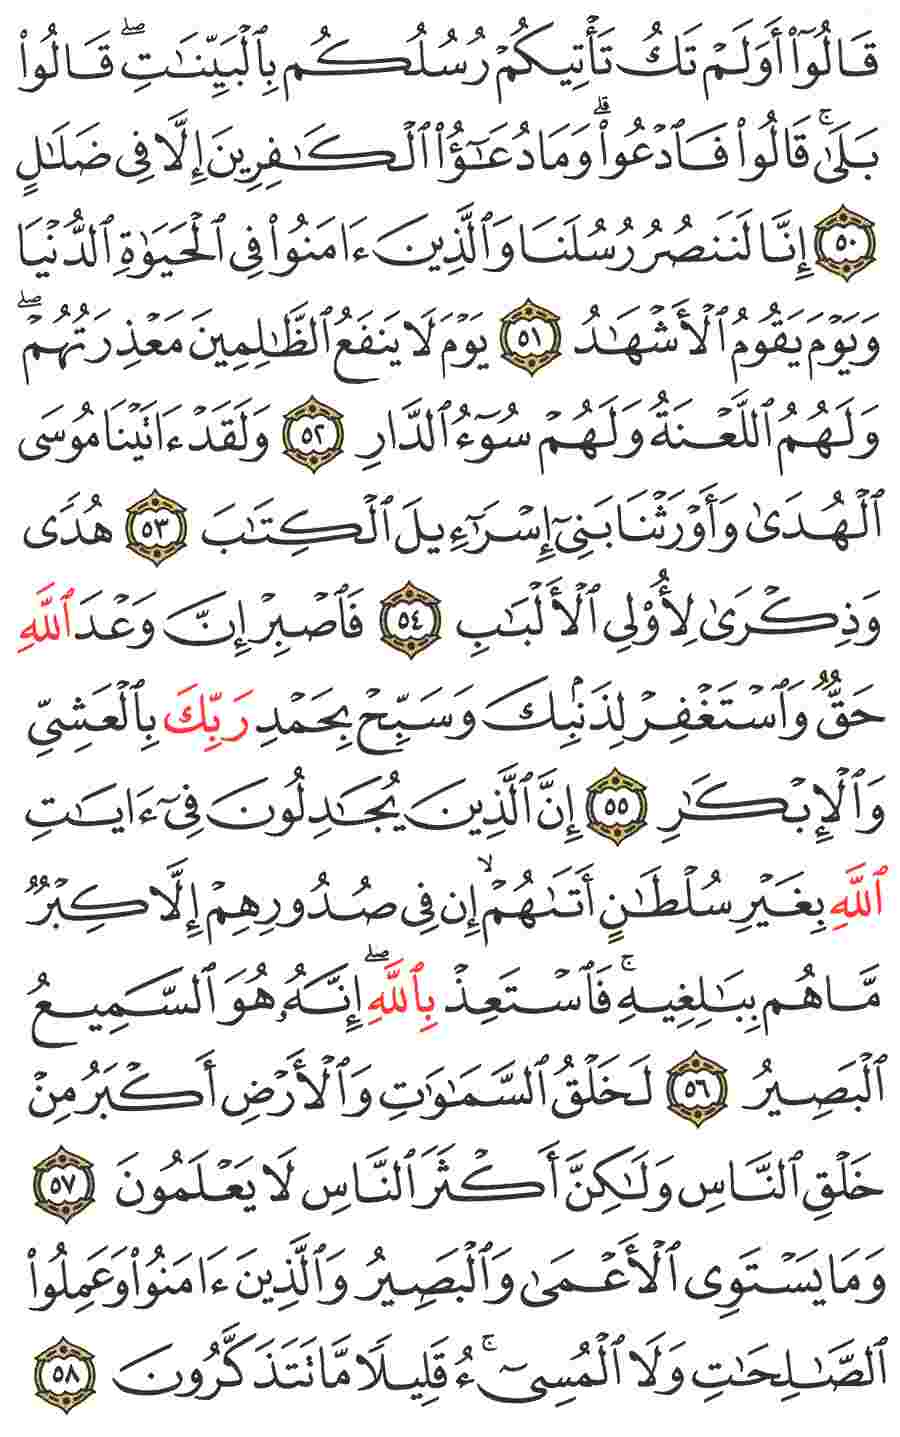 قَالُوٓا۟ أَوَلَمْ تَكُ تَأْتِيكُمْ رُسُلُكُم بِٱلْبَيِّنَٰتِ ۖ قَالُوا۟
بَلَىٰ ۚ قَالُوا۟ فَٱدْعُوا۟ ۗ وَمَا دُعَٰٓؤُا۟ ٱلْكَٰفِرِينَ إِلَّا فِى ضَلَٰلٍ
٥٠ إِنَّا لَنَنصُرُ رُسُلَنَا وَٱلَّذِينَ ءَامَنُوا۟ فِى ٱلْحَيَوٰةِ ٱلدُّنْيَا
وَيَوْمَ يَقُومُ ٱلْأَشْهَٰدُ ٥١ يَوْمَ لَا يَنفَعُ ٱلظَّٰلِمِينَ مَعْذِرَتُهُمْ ۖ
وَلَهُمُ ٱللَّعْنَةُ وَلَهُمْ سُوٓءُ ٱلدَّارِ ٥٢ وَلَقَدْ ءَاتَيْنَا مُوسَى
ٱلْهُدَىٰ وَأَوْرَثْنَا بَنِىٓ إِسْرَٰٓءِيلَ ٱلْكِتَٰبَ ٥٣ هُدًى
وَذِكْرَىٰ لِأُو۟لِى ٱلْأَلْبَٰبِ ٥٤ فَٱصْبِرْ إِنَّ وَعْدَ ٱللَّهِ
حَقٌّ وَٱسْتَغْفِرْ لِذَنۢبِكَ وَسَبِّحْ بِحَمْدِ رَبِّكَ بِٱلْعَشِىِّ
وَٱلْإِبْكَٰرِ ٥٥ إِنَّ ٱلَّذِينَ يُجَٰدِلُونَ فِىٓ ءَايَٰتِ
ٱللَّهِ بِغَيْرِ سُلْطَٰنٍ أَتَىٰهُمْ ۙ إِن فِى صُدُورِهِمْ إِلَّا كِبْرٌ
مَّا هُم بِبَٰلِغِيهِ ۚ فَٱسْتَعِذْ بِٱللَّهِ ۖ إِنَّهُۥ هُوَ ٱلسَّمِيعُ
ٱلْبَصِيرُ ٥٦ لَخَلْقُ ٱلسَّمَٰوَٰتِ وَٱلْأَرْضِ أَكْبَرُ مِنْ
خَلْقِ ٱلنَّاسِ وَلَٰكِنَّ أَكْثَرَ ٱلنَّاسِ لَا يَعْلَمُونَ ٥٧
وَمَا يَسْتَوِى ٱلْأَعْمَىٰ وَٱلْبَصِيرُ وَٱلَّذِينَ ءَامَنُوا۟ وَعَمِلُوا۟
ٱلصَّٰلِحَٰتِ وَلَا ٱلْمُسِىٓءُ ۚ قَلِيلًا مَّا تَتَذَكَّرُونَ ٥٨